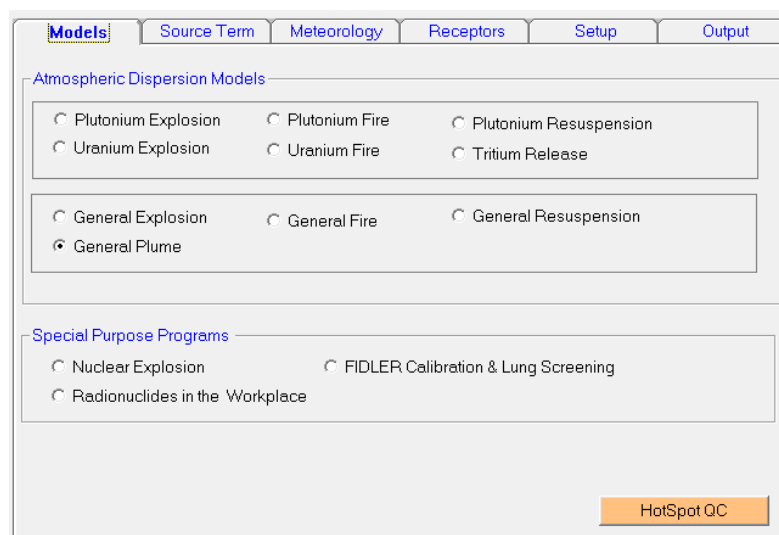 Models Source Term Meteorology Receptors Setup Output
Atmospheric Dispersion Models
Plutonium Explosion Plutonium Fire Plutonium Resuspension
Uranium Explosion Uranium Fire Tritium Release
General Explosion General Fire General Resuspension
General Plume
Special Purpose Programs
Nuclear Explosion FIDLER Calibration & Lung Screening
Radionuclides in the Workplace
HotSpot QC